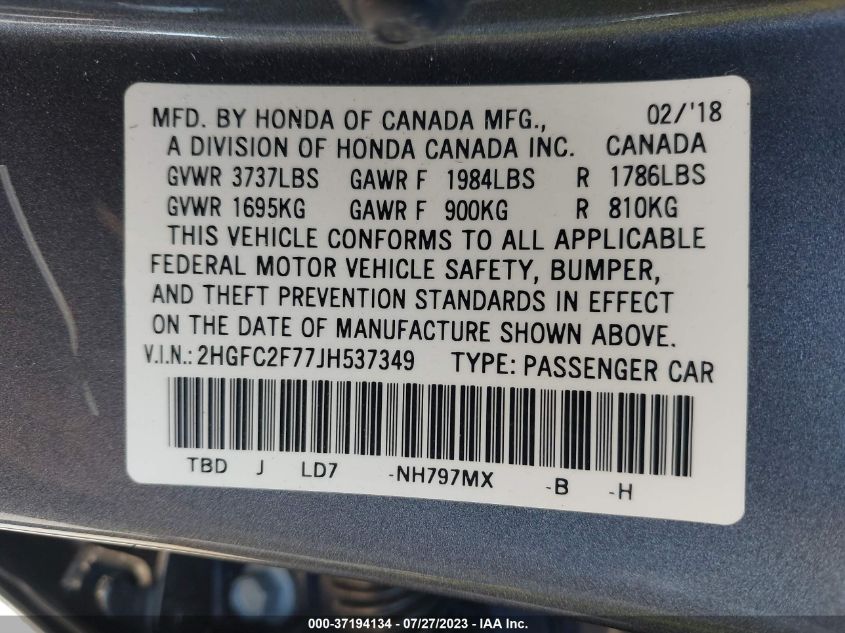 MFD. BY HONDA OF CANADA MFG., 02/'18
A DIVISION OF HONDA CANADA INC. CANADA
GVWR 3737LBS GAWR F 1984LBS R 1786LBS
GVWR 1695KG GAWR F 900KG R 810KG
THIS VEHICLE CONFORMS TO ALL APPLICABLE
FEDERAL MOTOR VEHICLE SAFETY, BUMPER,
AND THEFT PREVENTION STANDARDS IN EFFECT
ON THE DATE OF MANUFACTURE SHOWN ABOVE.
V.I.N.: 2HGFC2F77JH537349 TYPE: PASSENGER CAR
TBD J LD7 -NH797MX -B -H
000-37194134 — 07/27/2023 — IAA Inc.